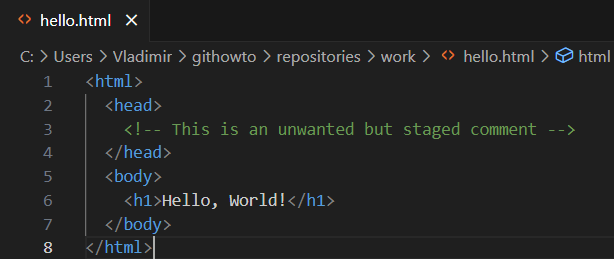 hello.html ×
C: > Users > Vladimir > githowto > repositories > work > <> hello.html > html
1 <html>
2   <head>
3     <!-- This is an unwanted but staged comment -->
4   </head>
5   <body>
6     <h1>Hello, World!</h1>
7   </body>
8 </html>